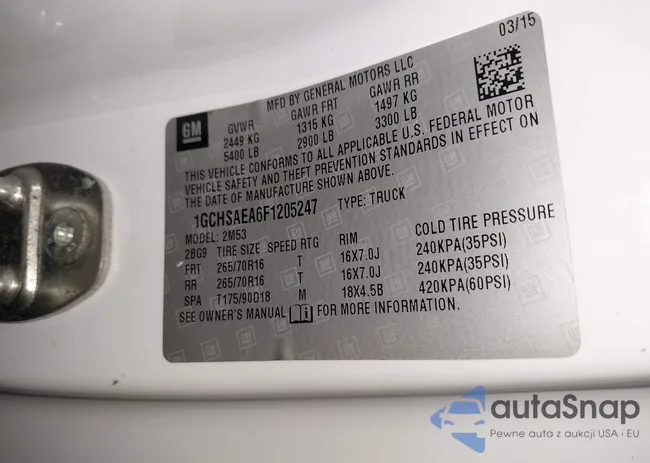 03/15
MFD BY GENERAL MOTORS LLC
GM
GVWR GAWR FRT GAWR RR
2449 KG 1315 KG 1497 KG
5400 LB 2900 LB 3300 LB
THIS VEHICLE CONFORMS TO ALL APPLICABLE U.S. FEDERAL MOTOR
VEHICLE SAFETY AND THEFT PREVENTION STANDARDS IN EFFECT ON
THE DATE OF MANUFACTURE SHOWN ABOVE.
1GCHSAEA6F1205247 TYPE: TRUCK
MODEL: 2M53
2BG9 TIRE SIZE SPEED RTG RIM COLD TIRE PRESSURE
FRT 265/70R16 T 16X7.0J 240KPA(35PSI)
RR 265/70R16 T 16X7.0J 240KPA(35PSI)
SPA T175/90D18 M 18X4.5B 420KPA(60PSI)
SEE OWNER'S MANUAL FOR MORE INFORMATION.
autaSnap
Pewne auta z aukcji USA i EU